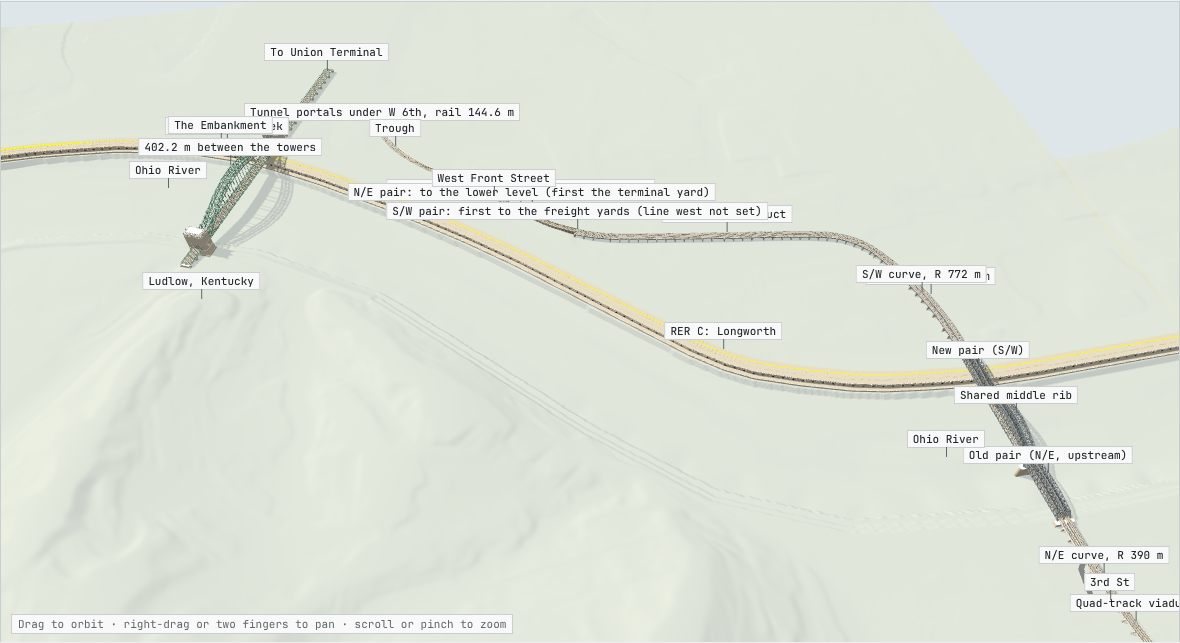 To Union Terminal
Tunnel portals under W 6th, rail 144.6 m
The Embankment
ek
Trough
402.2 m between the towers
Ohio River
West Front Street
N/E pair: to the lower level (first the terminal yard)
S/W pair: first to the freight yards (line west not set)
uct
Ludlow, Kentucky
S/W curve, R 772 m
RER C: Longworth
New pair (S/W)
Shared middle rib
Ohio River
Old pair (N/E, upstream)
N/E curve, R 390 m
3rd St
Quad-track viadu
Drag to orbit · right-drag or two fingers to pan · scroll or pinch to zoom